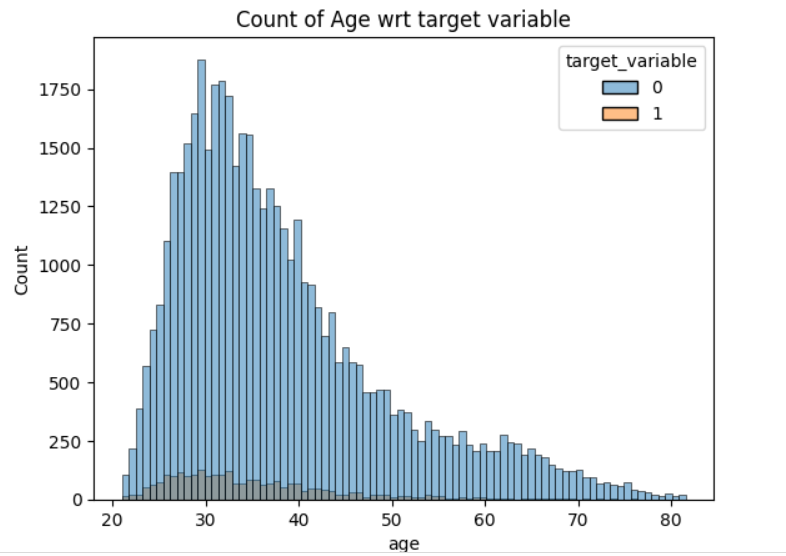 Count of Age wrt target variable
target_variable
0
1
1750
1500
1250
1000
750
500
250
0
Count
20 30 40 50 60 70 80
age